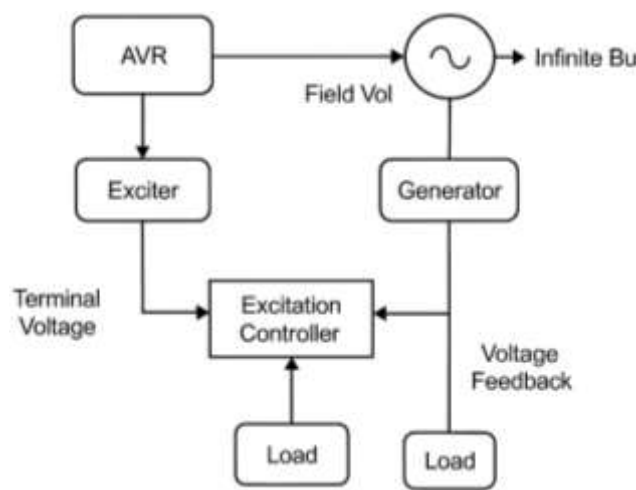 AVR
Field Vol
Infinite Bu
Exciter
Generator
Terminal
Voltage
Excitation
Controller
Voltage
Feedback
Load
Load